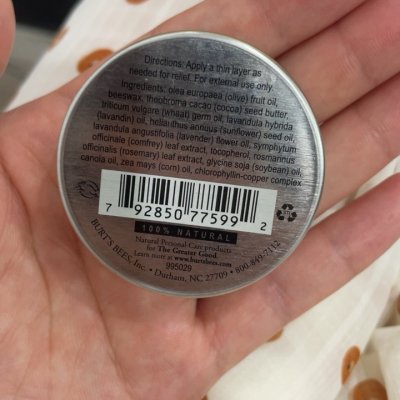 Directions: Apply a thin layer as
needed for relief. For external use only
Ingredients: olea europaea (olive) fruit oil,
beeswax, theobroma cacao (cocoa) seed butter,
triticum vulgare (wheat) germ oil, lavandula hybrida
(lavandin) oil, helianthus annuus (sunflower) seed oil,
lavandula angustifolia (lavender) flower oil, symphytum
officinale (comfrey) leaf extract, tocopherol, rosmarinus
officinalis (rosemary) leaf extract, glycine soja (soybean) oil,
canola oil, zea mays (corn) oil, chlorophyllin-copper complex
7 92850 77599 2
100% NATURAL
Natural Personal Care products
for The Greater Good.
Learn more at www.burtsbees.com
995029
BURT'S BEES, Inc. • Durham, NC 27709 • 800-849-7112